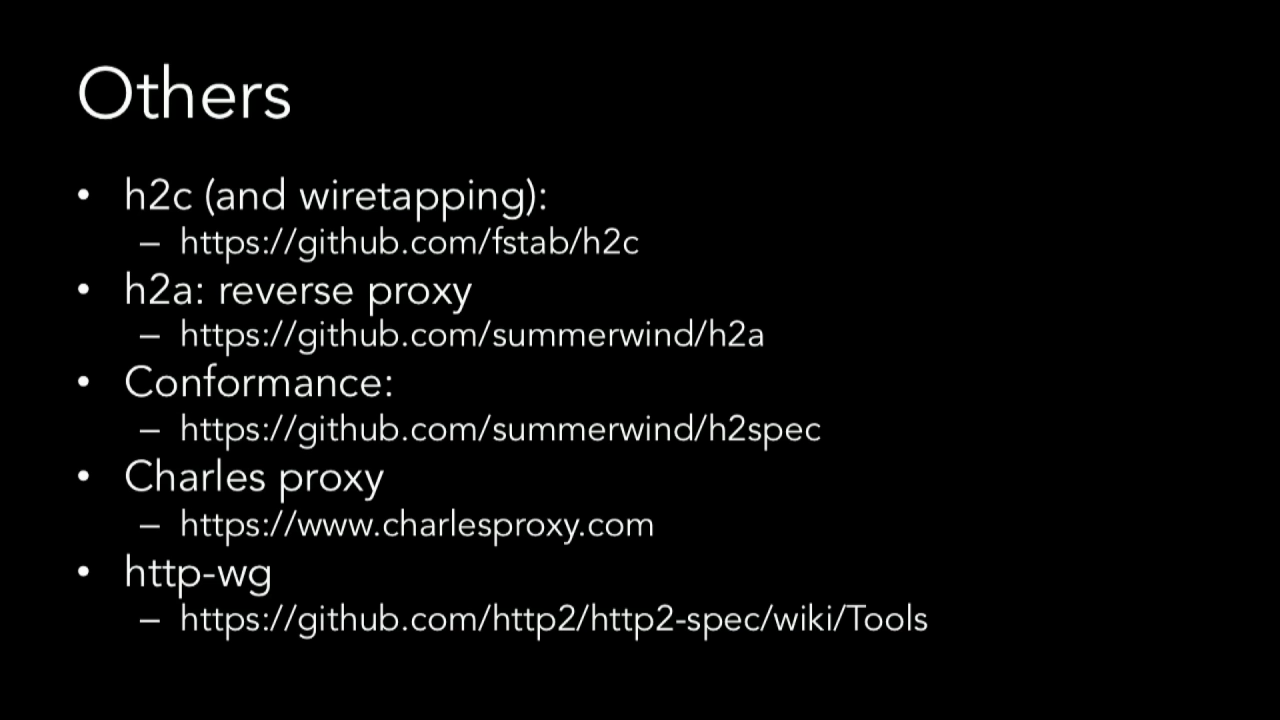 Others
• h2c (and wiretapping):
– https://github.com/fstab/h2c
• h2a: reverse proxy
– https://github.com/summerwind/h2a
• Conformance:
– https://github.com/summerwind/h2spec
• Charles proxy
– https://www.charlesproxy.com
• http-wg
– https://github.com/http2/http2-spec/wiki/Tools